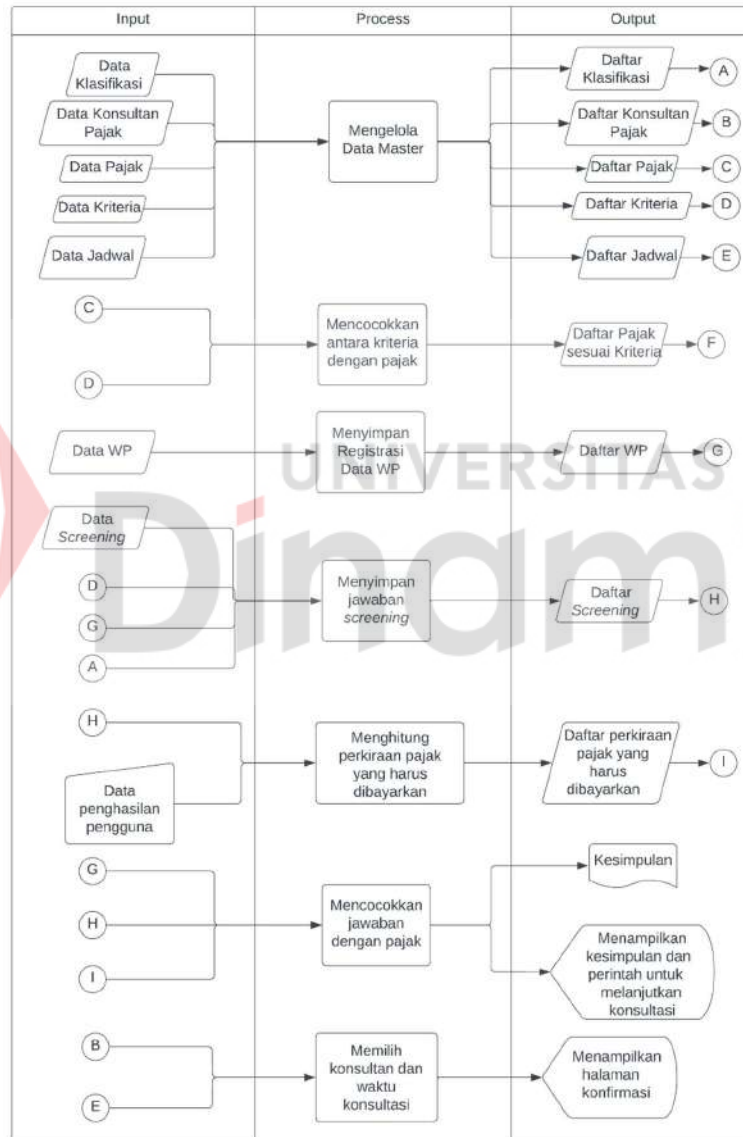 Input
Process
Output
Data
Klasifikasi
Data Konsultan
Pajak
Data Pajak
Data Kriteria
Data Jadwal
Mengelola
Data Master
Daftar
Klasifikasi
A
Daftar Konsultan
Pajak
B
Daftar Pajak
C
Daftar Kriteria
D
Daftar Jadwal
E
C
D
Mencocokkan
antara kriteria
dengan pajak
Daftar Pajak
sesuai Kriteria
F
Data WP
Menyimpan
Registrasi
Data WP
Daftar WP
G
UNIVERSITAS
Dinam
Data
Screening
D
G
A
Menyimpan
jawaban
screening
Daftar
Screening
H
H
Data
penghasilan
pengguna
Menghitung
perkiraan pajak
yang harus
dibayarkan
Daftar perkiraan
pajak yang
harus
dibayarkan
I
G
H
I
Mencocokkan
jawaban
dengan pajak
Kesimpulan
Menampilkan
kesimpulan dan
perintah untuk
melanjutkan
konsultasi
B
E
Memilih
konsultan dan
waktu
konsultasi
Menampilkan
halaman
konfirmasi